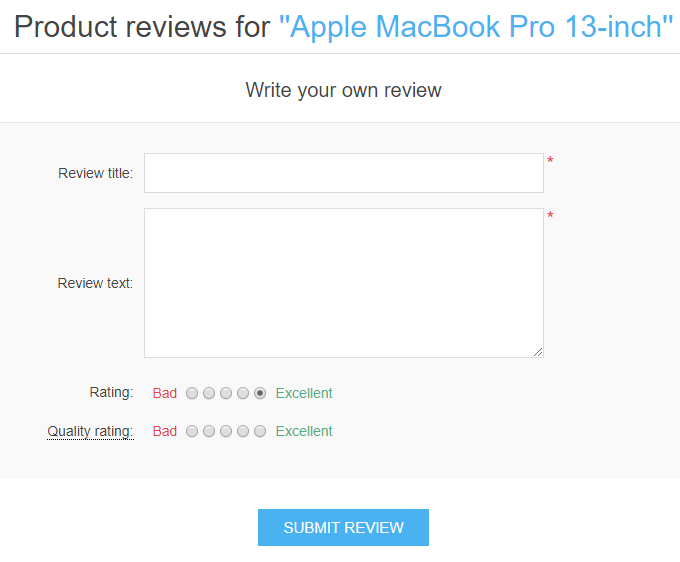 Product reviews for "Apple MacBook Pro 13-inch"
Write your own review
Review title: *
Review text: *
Rating: Bad Excellent
Quality rating: Bad Excellent
SUBMIT REVIEW